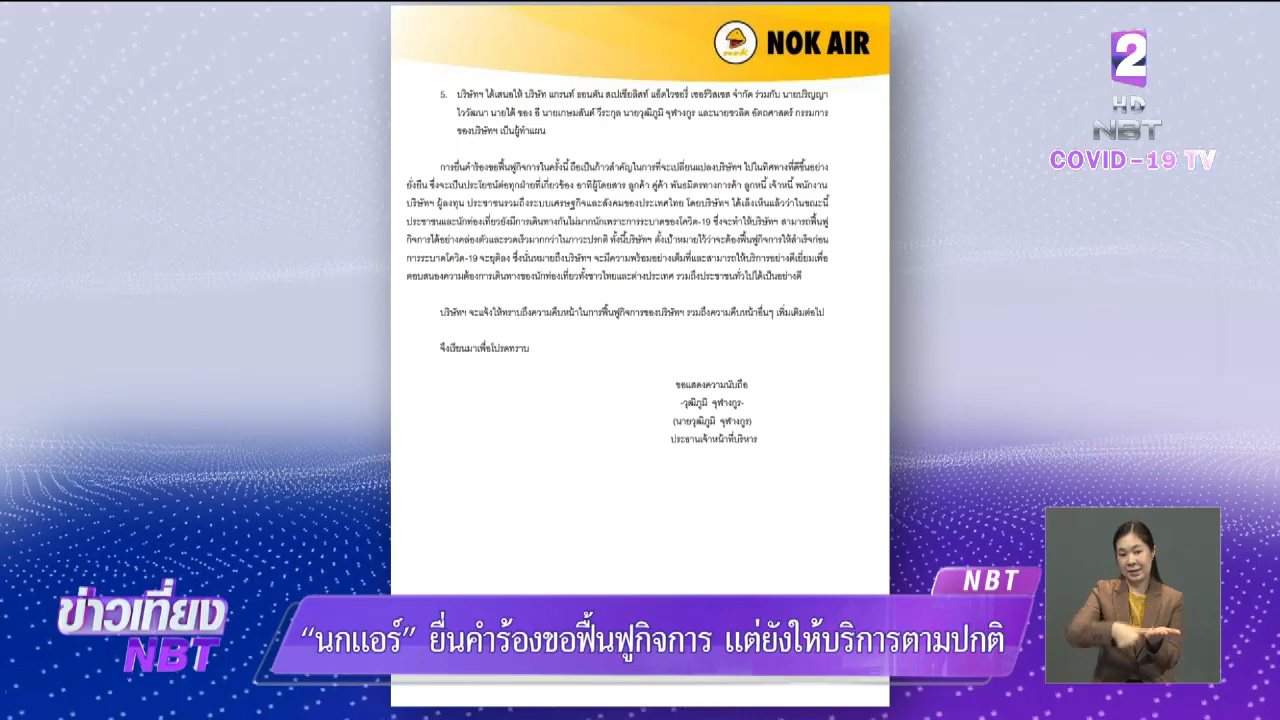 nok
NOK AIR
2
HD
NBT
COVID-19 TV
5. บริษัทฯ ได้เสนอให้ บริษัท แกรนท์ ธอนตัน สเปเชียลิสท์ แอ็ดไวซอรี่ เซอร์วิสเซส จำกัด ร่วมกับ นายปริญญา
ไววัฒนา นายไต้ ชอง อี นายเกษมสันต์ วีระกุล นายวุฒิภูมิ จุฬางกูร และนายชวลิต อัตถศาสตร์ กรรมการ
ของบริษัทฯ เป็นผู้ทำแผน
การยื่นคำร้องขอฟื้นฟูกิจการในครั้งนี้ ถือเป็นก้าวสำคัญในการที่จะเปลี่ยนแปลงบริษัทฯ ไปในทิศทางที่ดีขึ้นอย่าง
ยั่งยืน ซึ่งจะเป็นประโยชน์ต่อทุกฝ่ายที่เกี่ยวข้อง อาทิผู้โดยสาร ลูกค้า คู่ค้า พันธมิตรทางการค้า ลูกหนี้ เจ้าหนี้ พนักงาน
บริษัทฯ ผู้ลงทุน ประชาชนรวมถึงระบบเศรษฐกิจและสังคมของประเทศไทย โดยบริษัทฯ ได้เล็งเห็นแล้วว่าในขณะนี้
ประชาชนและนักท่องเที่ยวยังมีการเดินทางกันไม่มากนักเพราะการระบาดของโควิด-19 ซึ่งจะทำให้บริษัทฯ สามารถฟื้นฟู
กิจการได้อย่างคล่องตัวและรวดเร็วมากกว่าในภาวะปรกติ ทั้งนี้บริษัทฯ ตั้งเป้าหมายไว้ว่าจะต้องฟื้นฟูกิจการให้สำเร็จก่อน
การระบาดโควิด-19 จะยุติลง ซึ่งนั่นหมายถึงบริษัทฯ จะมีความพร้อมอย่างเต็มที่และสามารถให้บริการอย่างดีเยี่ยมเพื่อ
ตอบสนองความต้องการเดินทางของนักท่องเที่ยวทั้งชาวไทยและต่างประเทศ รวมถึงประชาชนทั่วไปได้เป็นอย่างดี
บริษัทฯ จะแจ้งให้ทราบถึงความคืบหน้าในการฟื้นฟูกิจการของบริษัทฯ รวมถึงความคืบหน้าอื่นๆ เพิ่มเติมต่อไป
จึงเรียนมาเพื่อโปรดทราบ
ขอแสดงความนับถือ
-วุฒิภูมิ จุฬางกูร-
(นายวุฒิภูมิ จุฬางกูร)
ประธานเจ้าหน้าที่บริหาร
NBT
ข่าวเที่ยง
NBT
“นกแอร์” ยื่นคำร้องขอฟื้นฟูกิจการ แต่ยังให้บริการตามปกติ